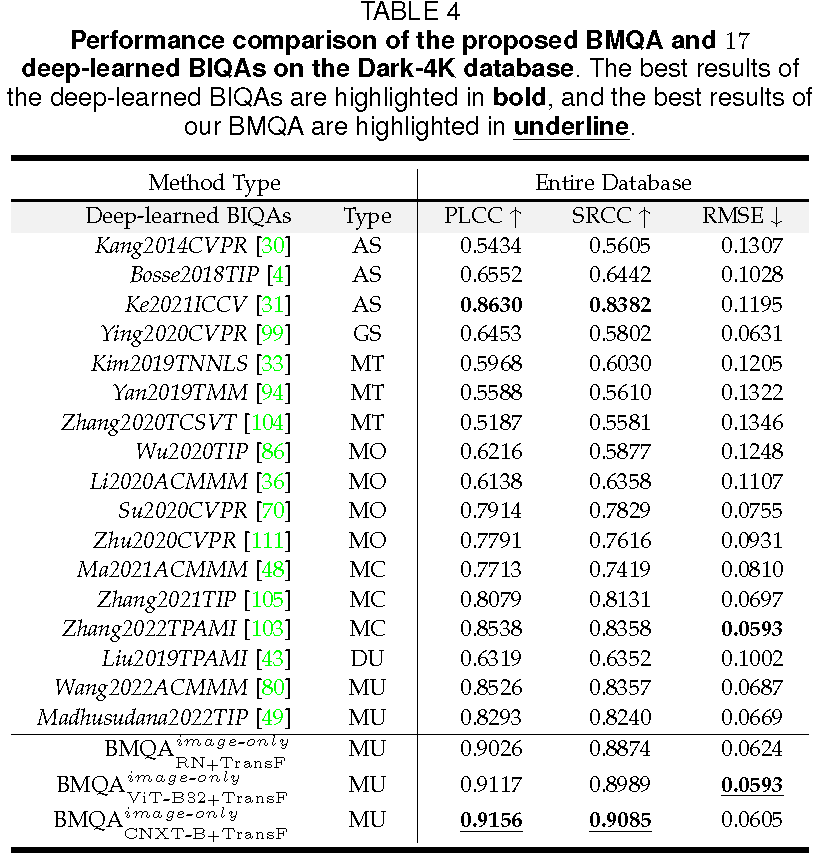 TABLE 4
Performance comparison of the proposed BMQA and 17
deep-learned BIQAs on the Dark-4K database. The best results of
the deep-learned BIQAs are highlighted in bold, and the best results of
our BMQA are highlighted in underline.
Method Type Entire Database
Deep-learned BIQAs Type PLCC ↑ SRCC ↑ RMSE ↓
Kang2014CVPR [30] AS 0.5434 0.5605 0.1307
Bosse2018TIP [4] AS 0.6552 0.6442 0.1028
Ke2021ICCV [31] AS 0.8630 0.8382 0.1195
Ying2020CVPR [99] GS 0.6453 0.5802 0.0631
Kim2019TNNLS [33] MT 0.5968 0.6030 0.1205
Yan2019TMM [94] MT 0.5588 0.5610 0.1322
Zhang2020TCSVT [104] MT 0.5187 0.5581 0.1346
Wu2020TIP [86] MO 0.6216 0.5877 0.1248
Li2020ACMMM [36] MO 0.6138 0.6358 0.1107
Su2020CVPR [70] MO 0.7914 0.7829 0.0755
Zhu2020CVPR [111] MO 0.7791 0.7616 0.0931
Ma2021ACMMM [48] MC 0.7713 0.7419 0.0810
Zhang2021TIP [105] MC 0.8079 0.8131 0.0697
Zhang2022TPAMI [103] MC 0.8538 0.8358 0.0593
Liu2019TPAMI [43] DU 0.6319 0.6352 0.1002
Wang2022ACMMM [80] MU 0.8526 0.8357 0.0687
Madhusudana2022TIP [49] MU 0.8293 0.8240 0.0669
BMQA image-only RN+TransF MU 0.9026 0.8874 0.0624
BMQA image-only ViT-B32+TransF MU 0.9117 0.8989 0.0593
BMQA image-only CNXT-B+TransF MU 0.9156 0.9085 0.0605